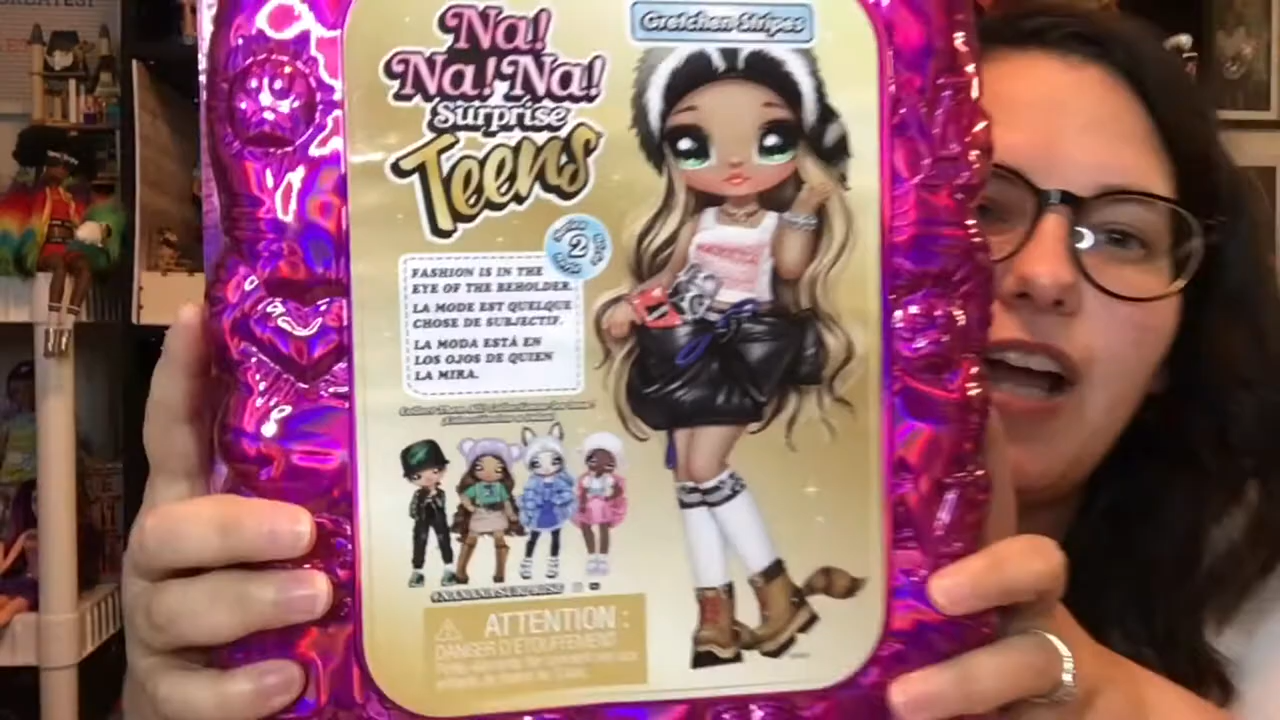 Gretchen Stripes
Na!
Na! Na!
Surprise
Teens
2
FASHION IS IN THE
EYE OF THE BEHOLDER.
LA MODE EST QUELQUE
CHOSE DE SUBJECTIF.
LA MODA ESTÁ EN
LOS OJOS DE QUIEN
LA MIRA.
#NANANASURPRISE
ATTENTION :
DANGER D'ÉTOUFFEMENT